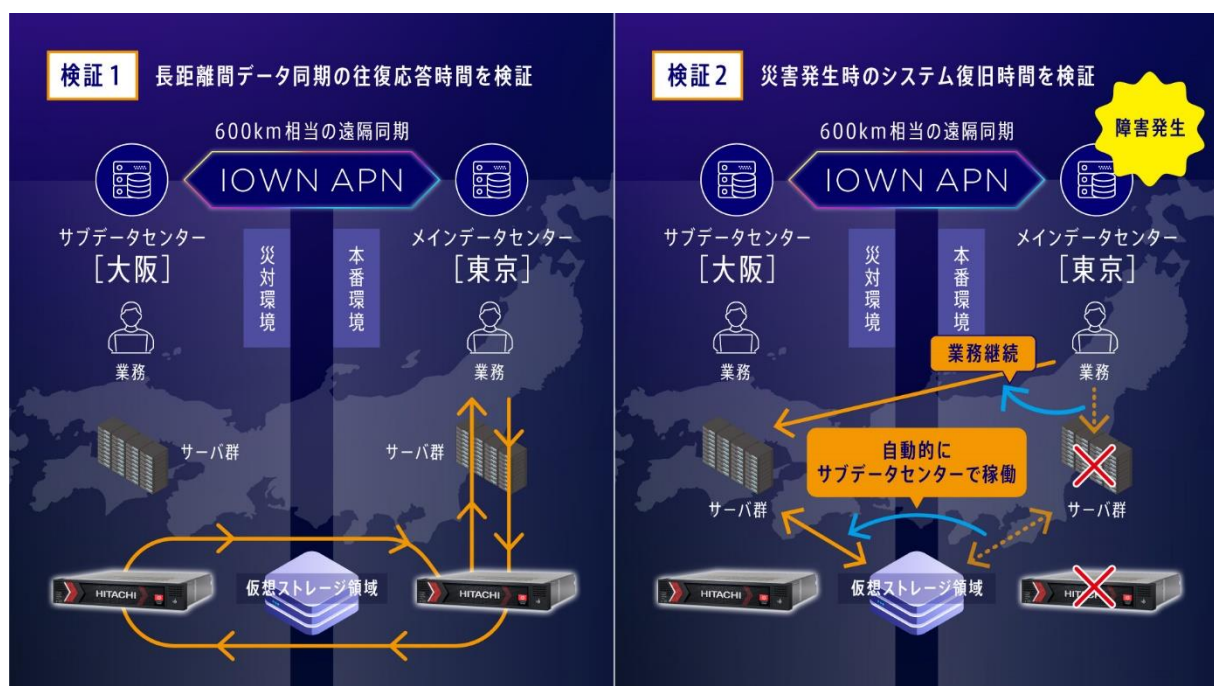 検証1
長距離間データ同期の往復応答時間を検証
600km相当の遠隔同期
IOWN APN
サブデータセンター
[大阪]
メインデータセンター
[東京]
災対環境
本番環境
業務
業務
サーバ群
サーバ群
HITACHI
仮想ストレージ領域
HITACHI
検証2
災害発生時のシステム復旧時間を検証
障害発生
600km相当の遠隔同期
IOWN APN
サブデータセンター
[大阪]
メインデータセンター
[東京]
災対環境
本番環境
業務継続
業務
業務
自動的に
サブデータセンターで稼働
サーバ群
サーバ群
HITACHI
仮想ストレージ領域
HITACHI